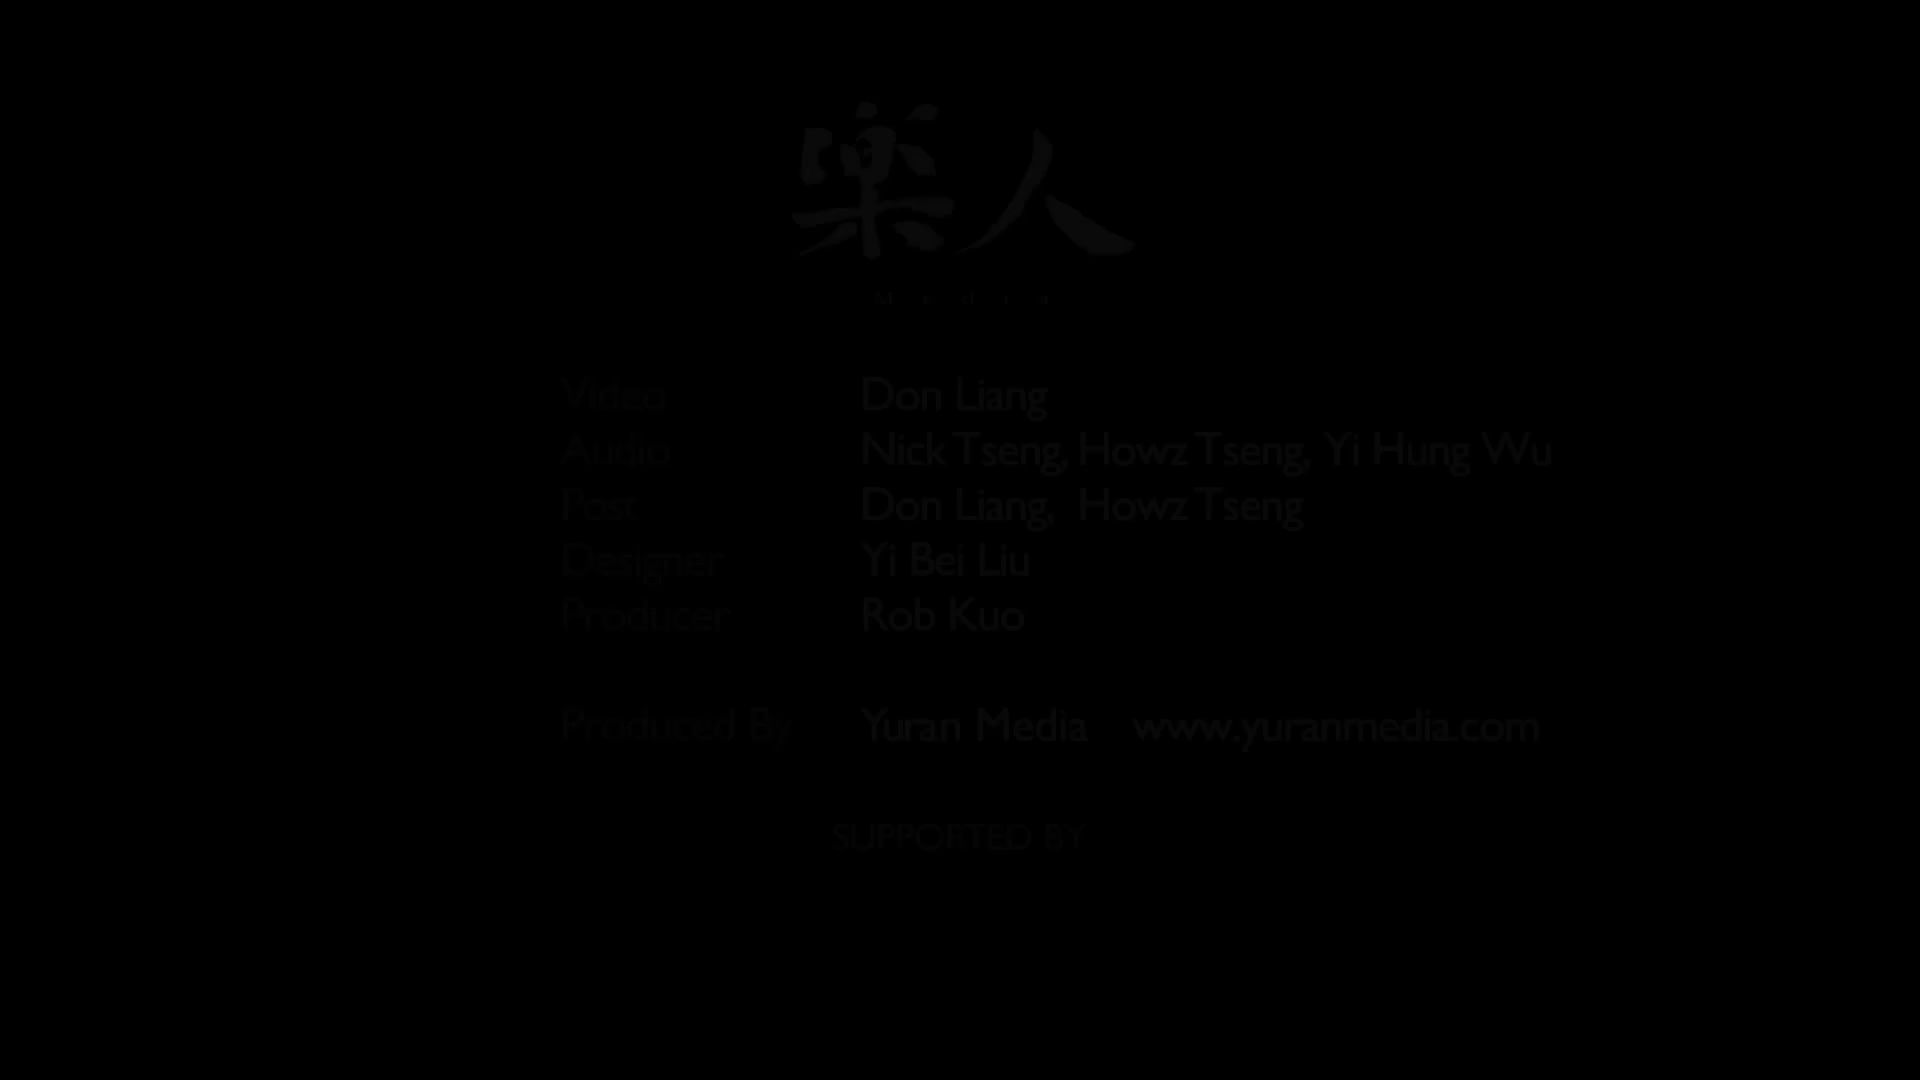 楽人
Video Don Liang
Audio Nick Tseng, Howz Tseng, Yi Hung Wu
Post Don Liang, Howz Tseng
Designer Yi Bei Liu
Producer Rob Kuo
Produced By Yuran Media www.yuranmedia.com
SUPPORTED BY